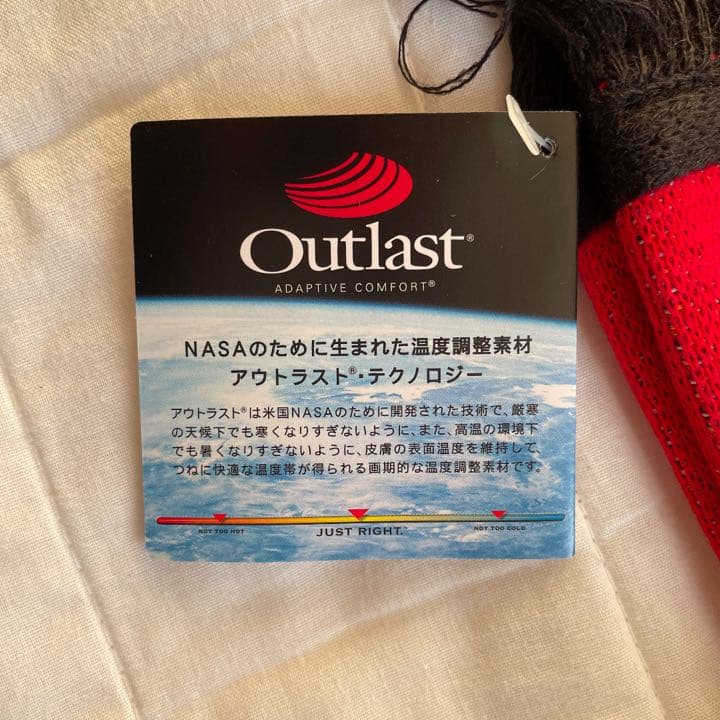 Outlast®
ADAPTIVE COMFORT®
NASAのために生まれた温度調整素材
アウトラスト®・テクノロジー
アウトラスト®は米国NASAのために開発された技術で、厳寒
の天候下でも寒くなりすぎないように、また、高温の環境下
でも暑くなりすぎないように、皮膚の表面温度を維持して、
つねに快適な温度帯が得られる画期的な温度調整素材です。
NOT TOO HOT
JUST RIGHT.™
NOT TOO COLD